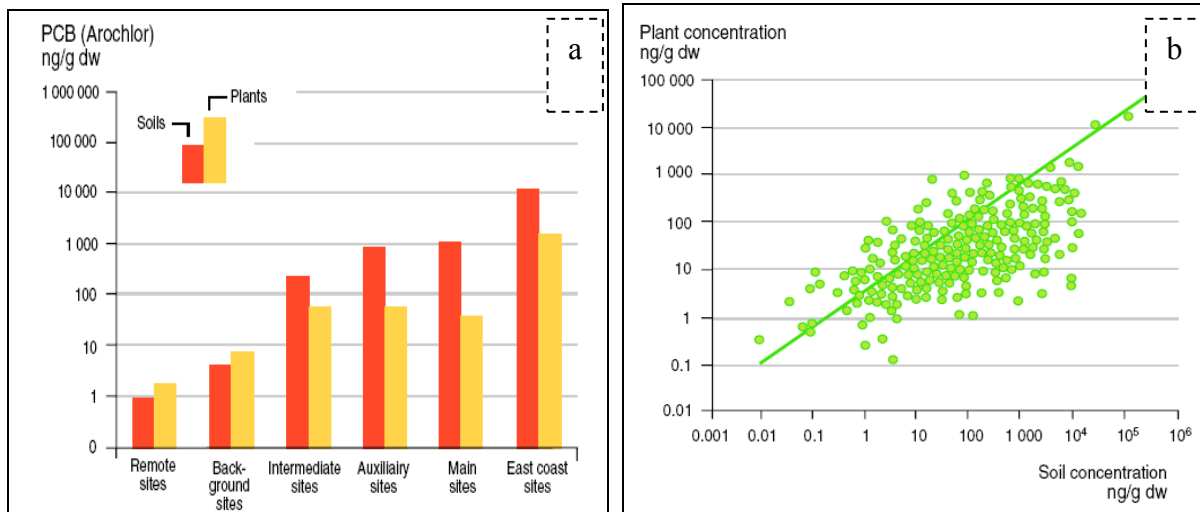 PCB (Arochlor)
ng/g dw
a
1 000 000
100 000
10 000
1 000
100
10
1
0
Plants
Soils
Remote
sites
Back-
ground
sites
Intermediate
sites
Auxiliairy
sites
Main
sites
East coast
sites
Plant concentration
ng/g dw
b
100 000
10 000
1 000
100
10
1
0.1
0.01
0.001
0.01
0.1
1
10
100
1 000
10⁴
10⁵
10⁶
Soil concentration
ng/g dw